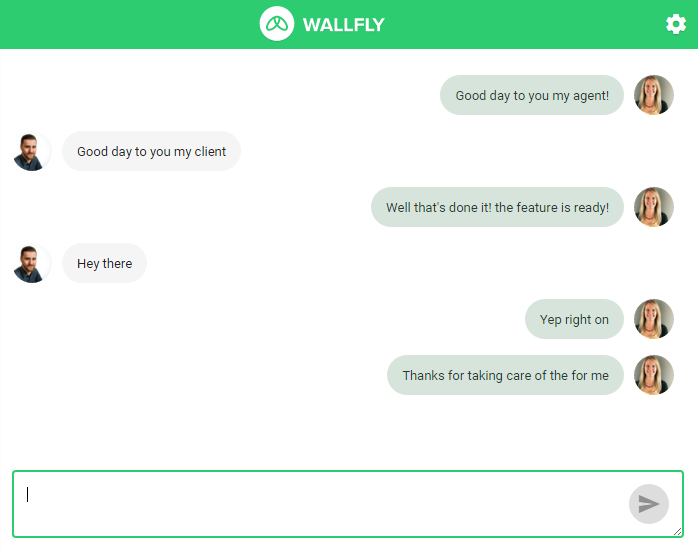 WALLFLY
Good day to you my agent!
Good day to you my client
Well that's done it! the feature is ready!
Hey there
Yep right on
Thanks for taking care of the for me